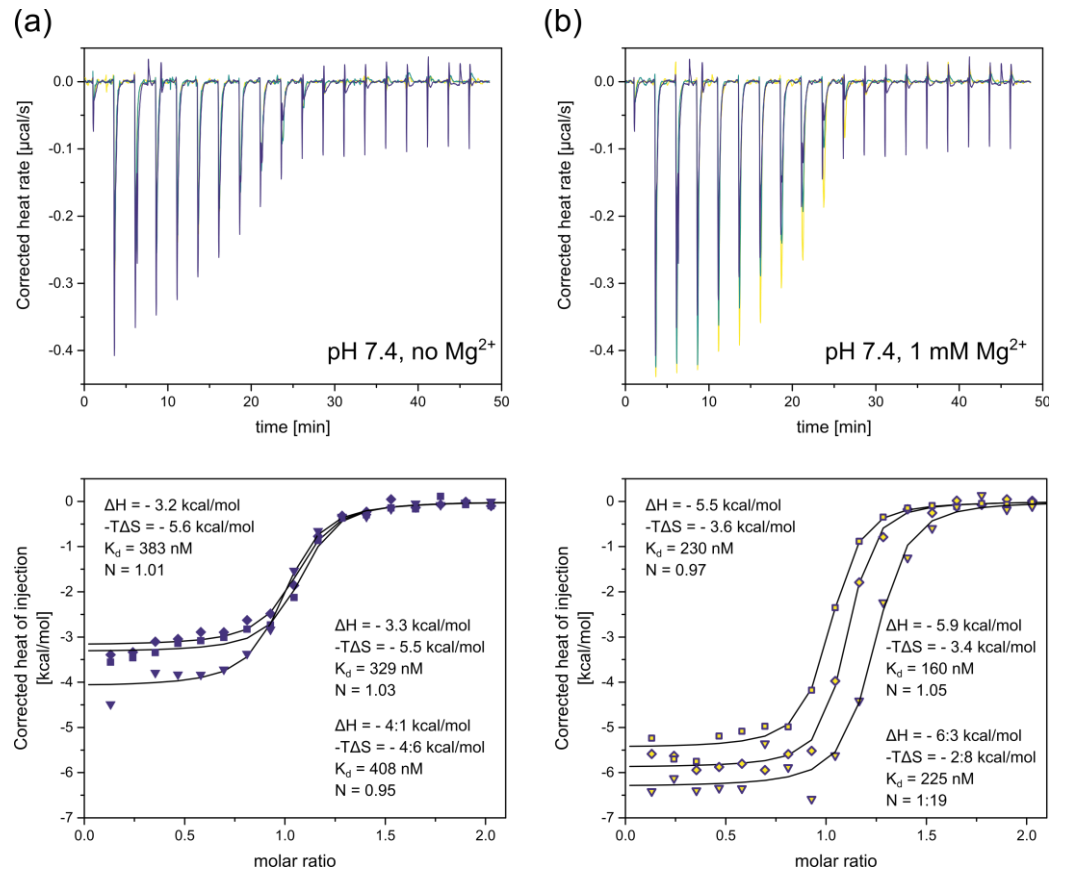 (a)
Corrected heat rate [µcal/s]
0.0
-0.1
-0.2
-0.3
-0.4
pH 7.4, no Mg²⁺
0 10 20 30 40 50
time [min]
(b)
Corrected heat rate [µcal/s]
0.0
-0.1
-0.2
-0.3
-0.4
pH 7.4, 1 mM Mg²⁺
0 10 20 30 40 50
time [min]
Corrected heat of injection
[kcal/mol]
0
-1
-2
-3
-4
-5
-6
-7
ΔH = - 3.2 kcal/mol
-TΔS = - 5.6 kcal/mol
K_d = 383 nM
N = 1.01
ΔH = - 3.3 kcal/mol
-TΔS = - 5.5 kcal/mol
K_d = 329 nM
N = 1.03
ΔH = - 4:1 kcal/mol
-TΔS = - 4:6 kcal/mol
K_d = 408 nM
N = 0.95
0.0 0.5 1.0 1.5 2.0
molar ratio
Corrected heat of injection
[kcal/mol]
0
-1
-2
-3
-4
-5
-6
-7
ΔH = - 5.5 kcal/mol
-TΔS = - 3.6 kcal/mol
K_d = 230 nM
N = 0.97
ΔH = - 5.9 kcal/mol
-TΔS = - 3.4 kcal/mol
K_d = 160 nM
N = 1.05
ΔH = - 6:3 kcal/mol
-TΔS = - 2:8 kcal/mol
K_d = 225 nM
N = 1:19
0.0 0.5 1.0 1.5 2.0
molar ratio